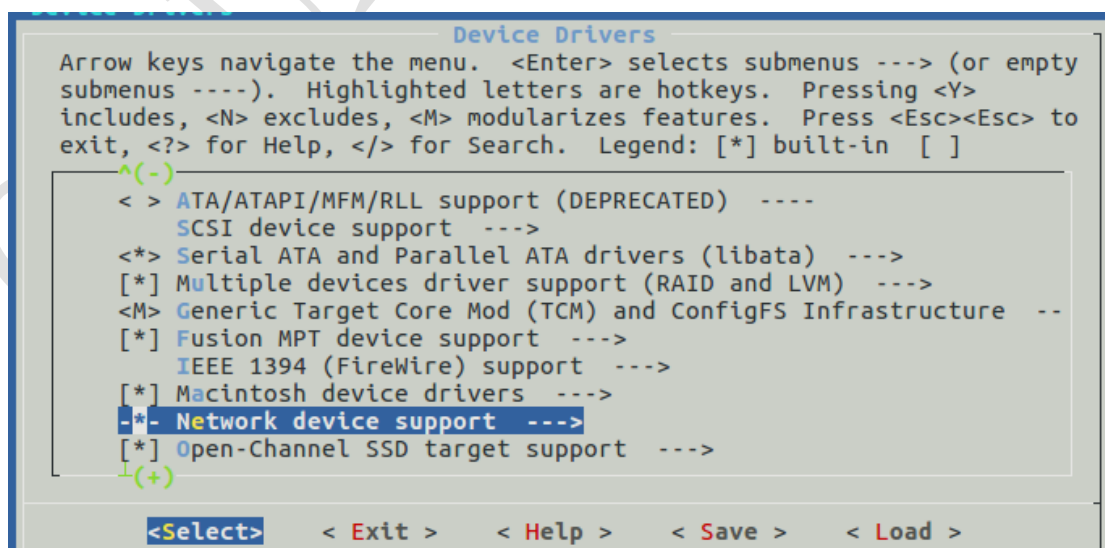 Device Drivers
Device Drivers
Arrow keys navigate the menu.  <Enter> selects submenus ---> (or empty
submenus ----).  Highlighted letters are hotkeys.  Pressing <Y>
includes, <N> excludes, <M> modularizes features.  Press <Esc><Esc> to
exit, <?> for Help, </> for Search.  Legend: [*] built-in  [ ]
^(-)
< > ATA/ATAPI/MFM/RLL support (DEPRECATED)  ----
SCSI device support  --->
<*> Serial ATA and Parallel ATA drivers (libata)  --->
[*] Multiple devices driver support (RAID and LVM)  --->
<M> Generic Target Core Mod (TCM) and ConfigFS Infrastructure  --
[*] Fusion MPT device support  --->
IEEE 1394 (FireWire) support  --->
[*] Macintosh device drivers  --->
-*- Network device support  --->
[*] Open-Channel SSD target support  --->
┴(+)
<Select>    < Exit >    < Help >    < Save >    < Load >